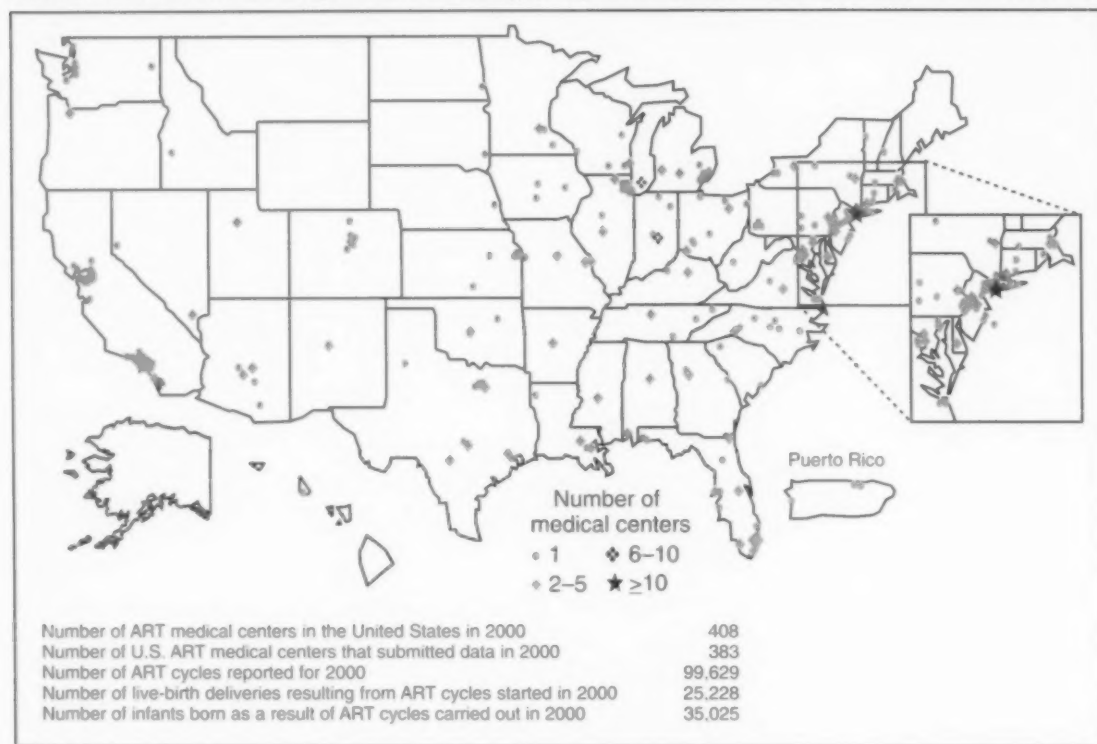 Puerto Rico
Number of
medical centers
1 6–10
2–5 ≥10
Number of ART medical centers in the United States in 2000 408
Number of U.S. ART medical centers that submitted data in 2000 383
Number of ART cycles reported for 2000 99,629
Number of live-birth deliveries resulting from ART cycles started in 2000 25,228
Number of infants born as a result of ART cycles carried out in 2000 35,025